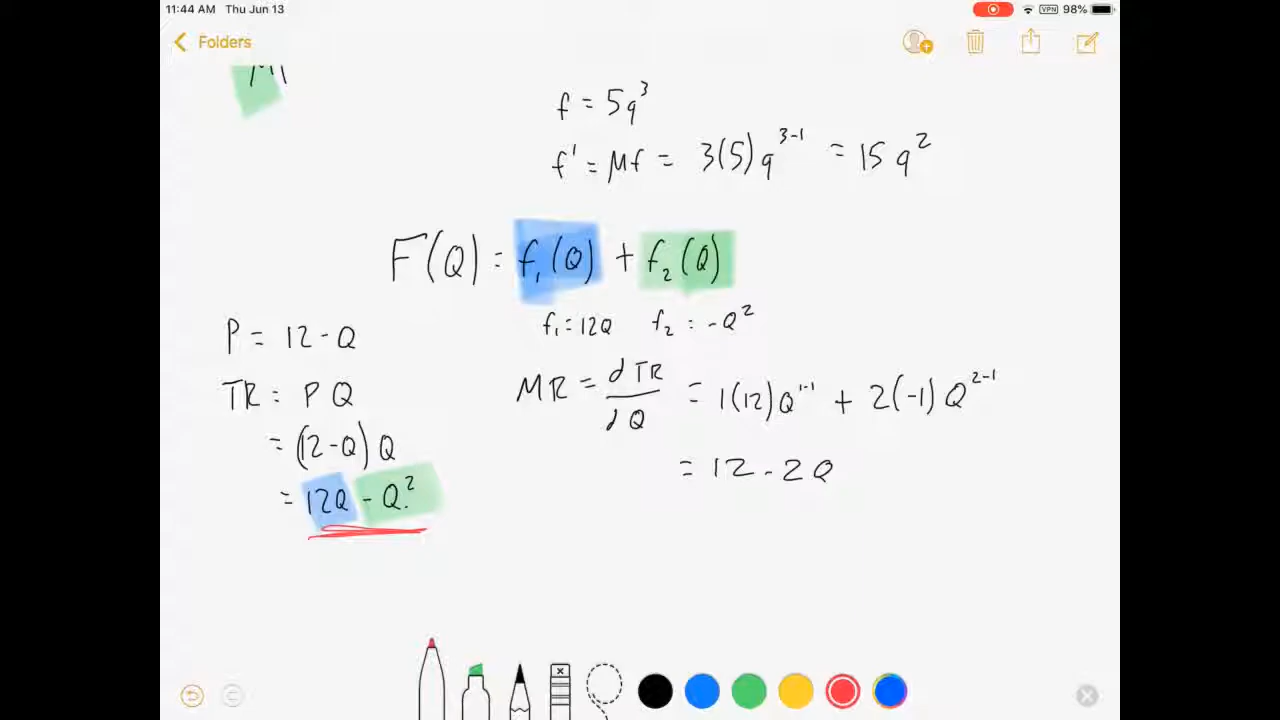 11:44 AM Thu Jun 13
VPN 98%
Folders
f = 5q³
f' = Mf = 3(5)q³⁻¹ = 15q²
F(Q) = f₁(Q) + f₂(Q)
f₁ = 12Q f₂ = -Q²
P = 12 - Q
TR = PQ
= (12 - Q)Q
= 12Q - Q²
MR = dTR/dQ = 1(12)Q¹⁻¹ + 2(-1)Q²⁻¹
= 12 - 2Q